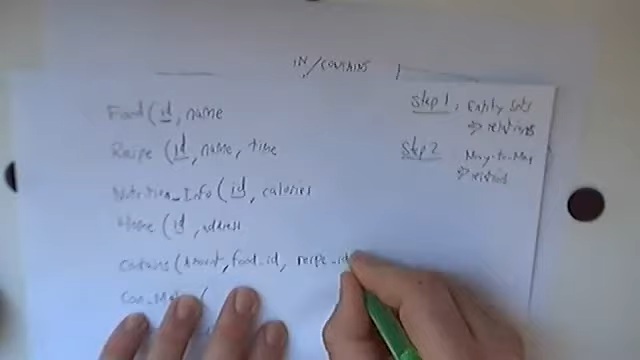 IN/CONTAINS
Food (id, name
Recipe (id, name, time
Nutrition_Info (id, calories
Home (id, address
Contains (Amount, food_id, recipe_id
Step 1: Entity Sets
⇒ relations
Step 2 Many-to-Many
⇒ relations